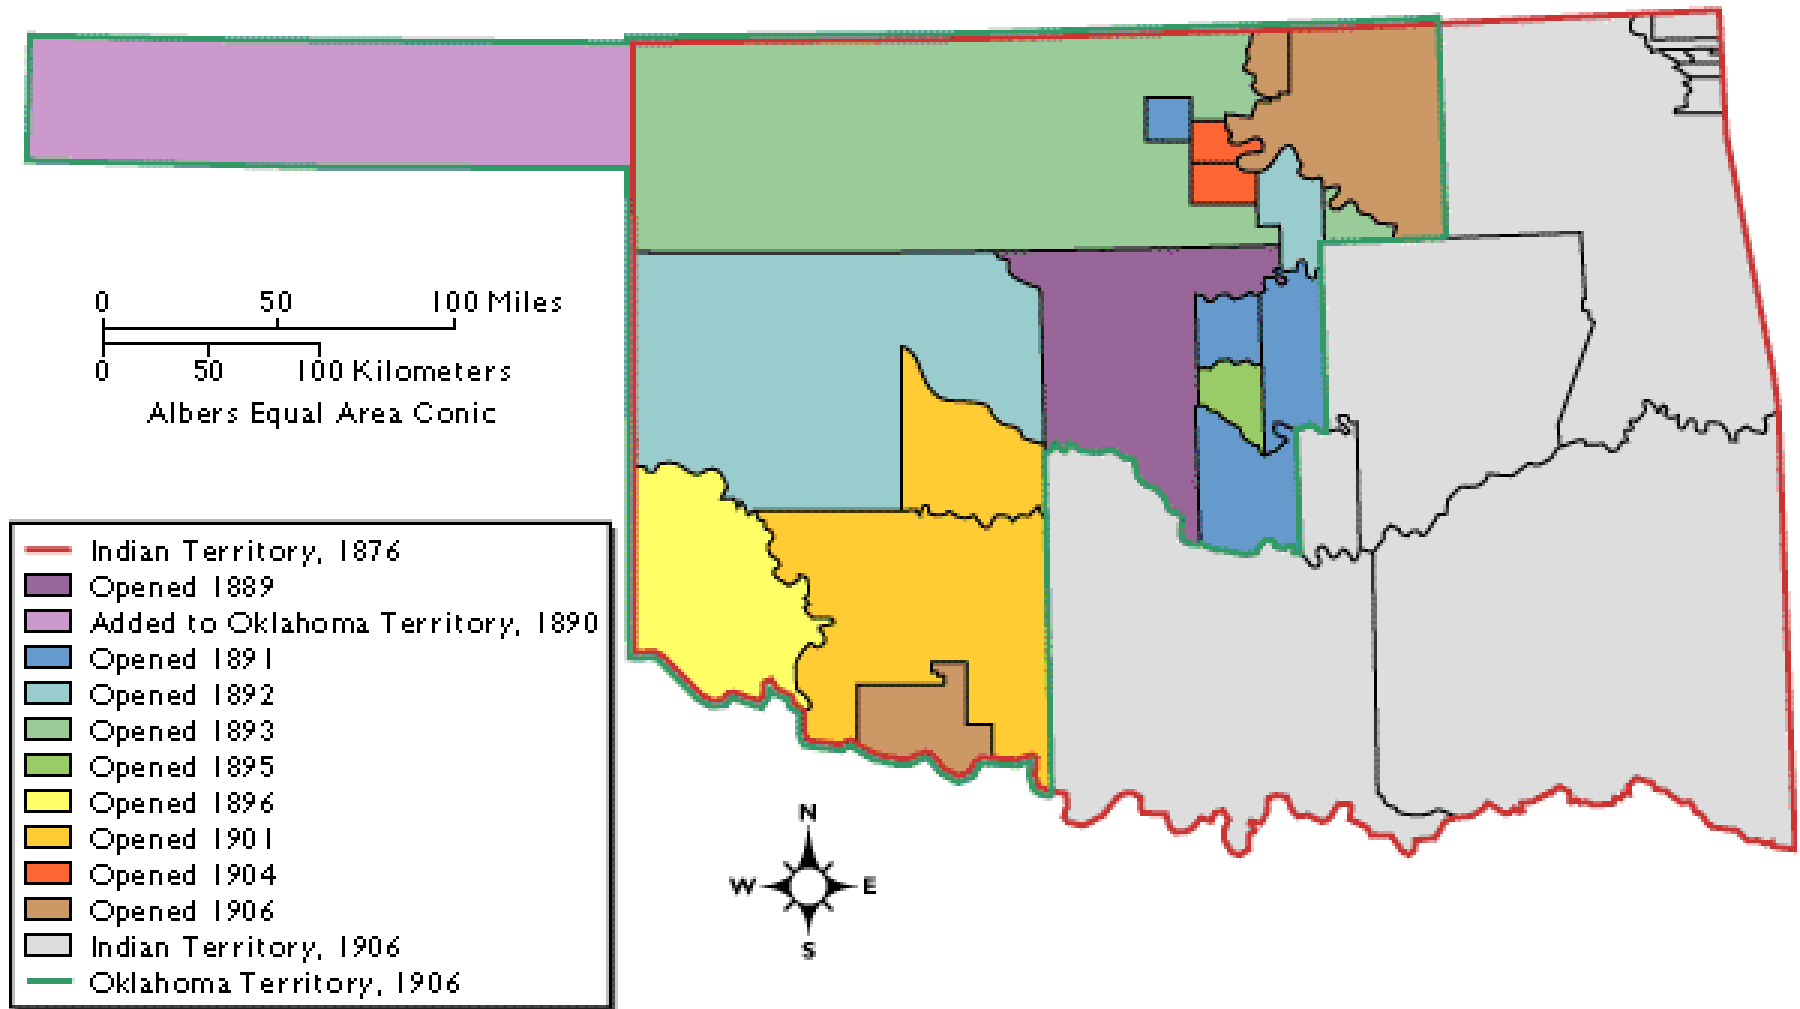 0 50 100 Miles
0 50 100 Kilometers
Albers Equal Area Conic
Indian Territory, 1876
Opened 1889
Added to Oklahoma Territory, 1890
Opened 1891
Opened 1892
Opened 1893
Opened 1895
Opened 1896
Opened 1901
Opened 1904
Opened 1906
Indian Territory, 1906
Oklahoma Territory, 1906
N
W E
S